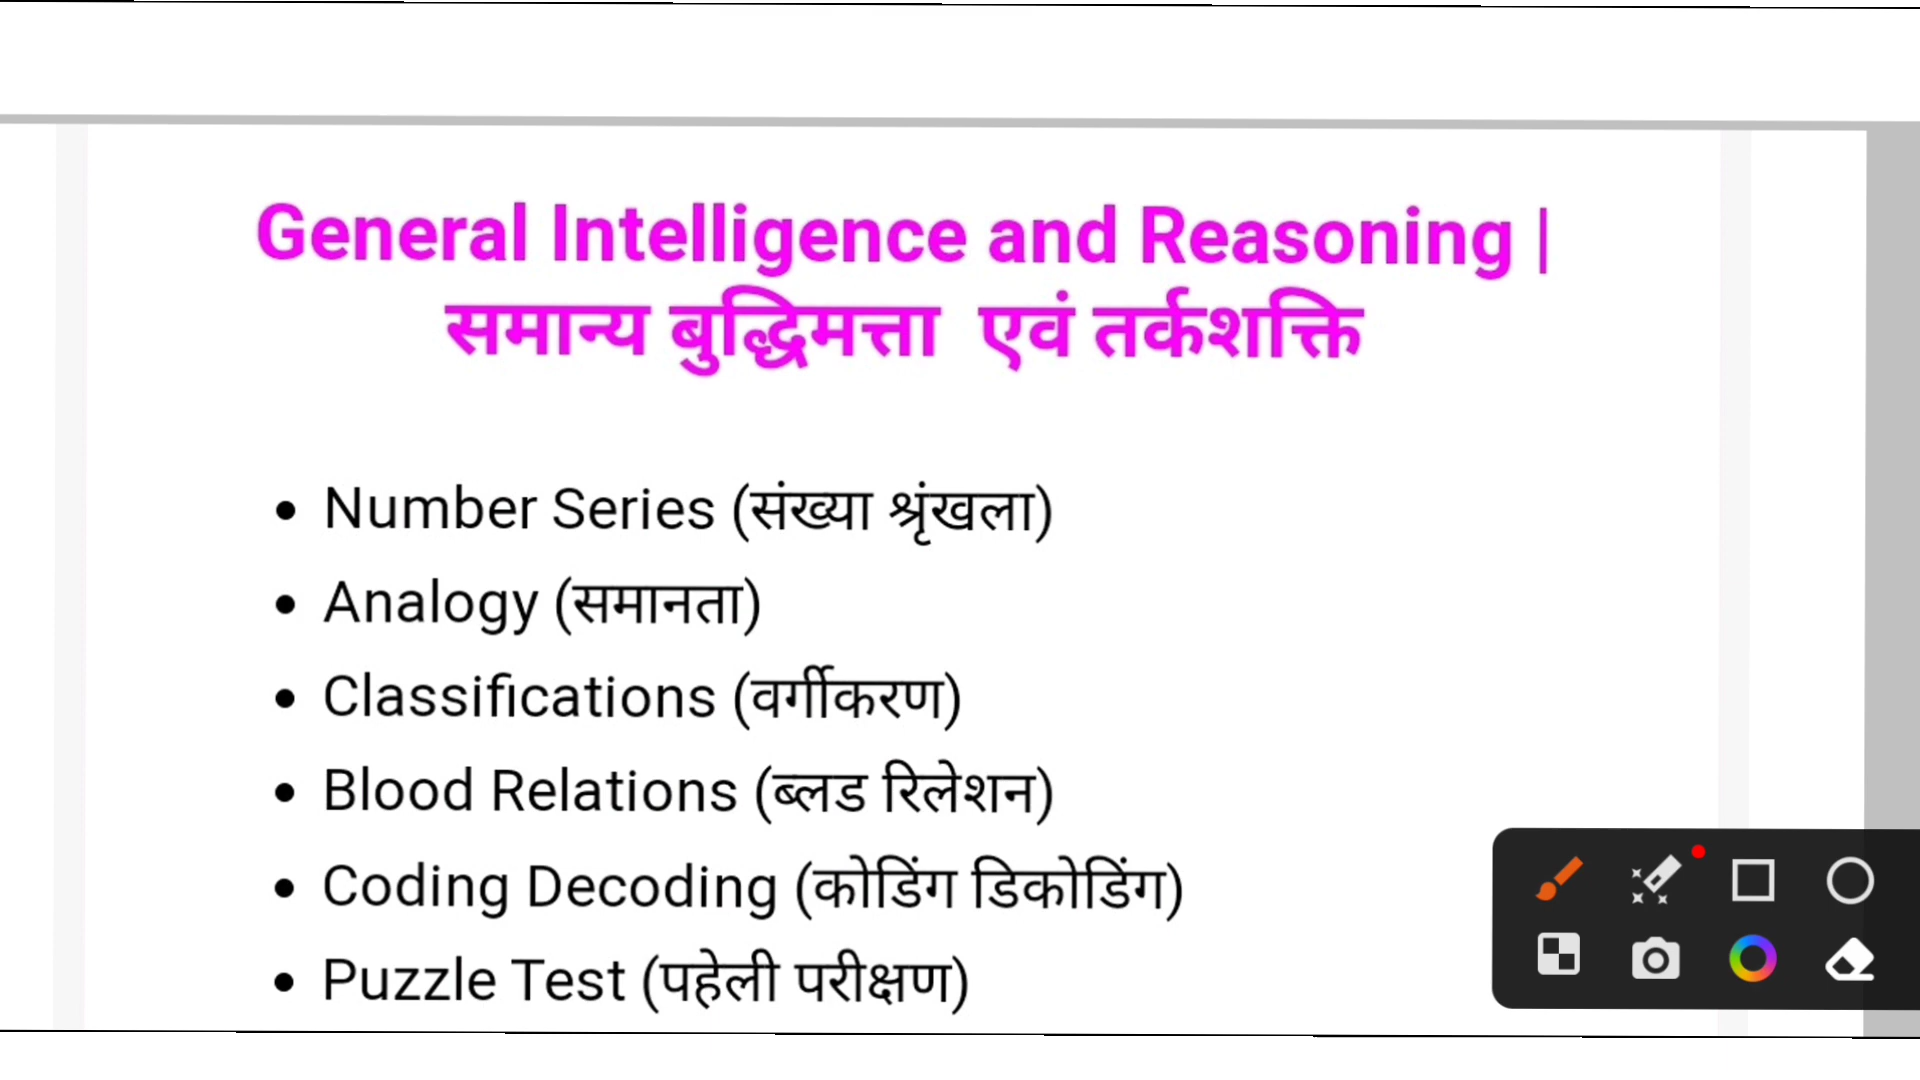 General Intelligence and Reasoning |
समान्य बुद्धिमत्ता एवं तर्कशक्ति
• Number Series (संख्या श्रृंखला)
• Analogy (समानता)
• Classifications (वर्गीकरण)
• Blood Relations (ब्लड रिलेशन)
• Coding Decoding (कोडिंग डिकोडिंग)
• Puzzle Test (पहेली परीक्षण)